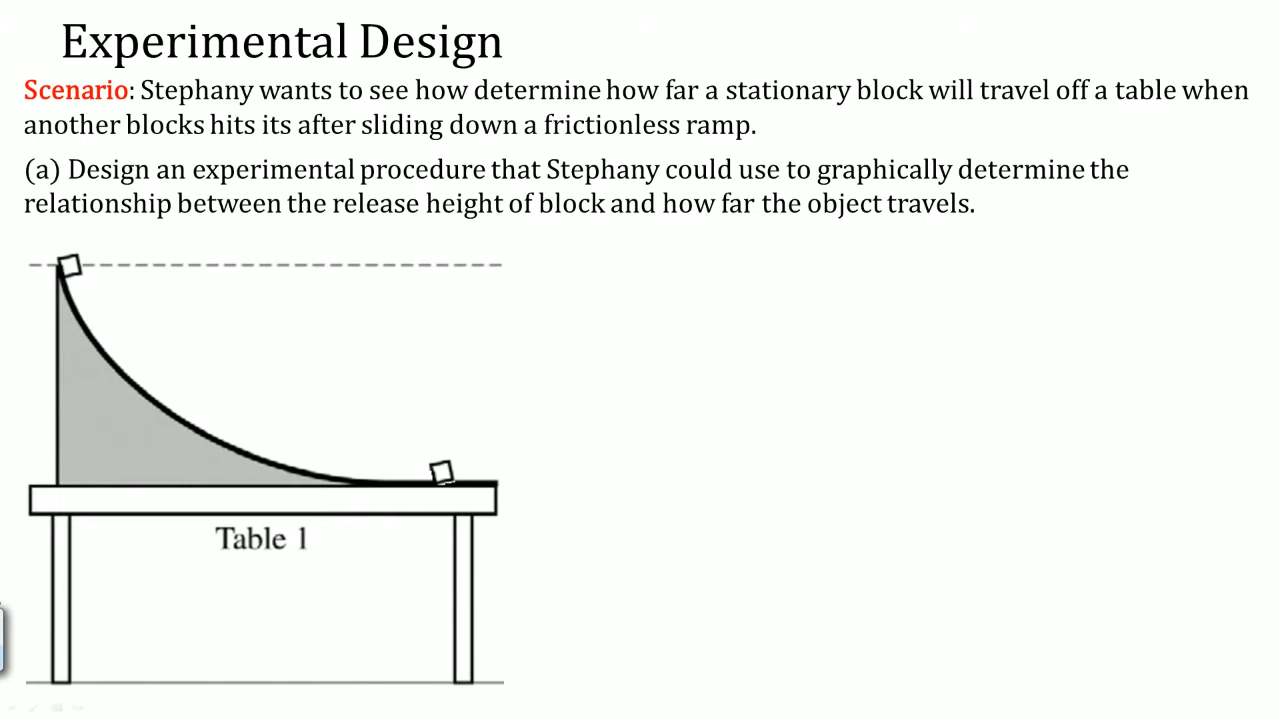 Experimental Design
Scenario: Stephany wants to see how determine how far a stationary block will travel off a table when
another blocks hits its after sliding down a frictionless ramp.
(a) Design an experimental procedure that Stephany could use to graphically determine the
relationship between the release height of block and how far the object travels.
Table 1